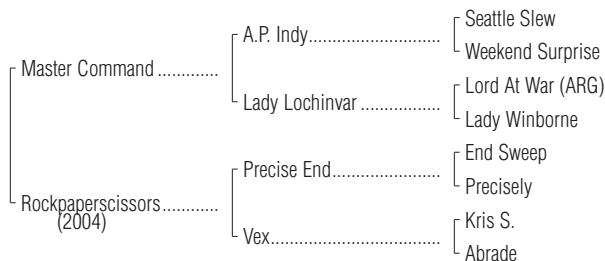 Seattle Slew
A.P. Indy..............................
Weekend Surprise
Master Command .............
Lord At War (ARG)
Lady Lochinvar ..................
Lady Winborne
End Sweep
Precise End........................
Precisely
Rockpaperscissors............
(2004)
Kris S.
Vex......................................
Abrade